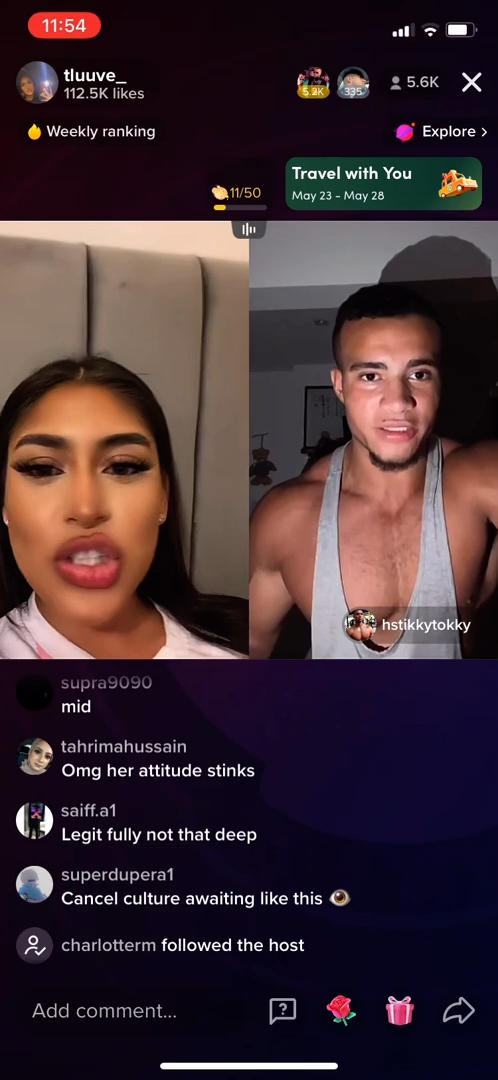 11:54
tluuve_
112.5K likes
5.2K
335
5.6K
Weekly ranking
Explore >
11/50
Travel with You
May 23 - May 28
hstikkytokky
supra9090
mid
tahrimahussain
Omg her attitude stinks
saiff.a1
Legit fully not that deep
superdupera1
Cancel culture awaiting like this 👁️
charlotterm followed the host
Add comment...